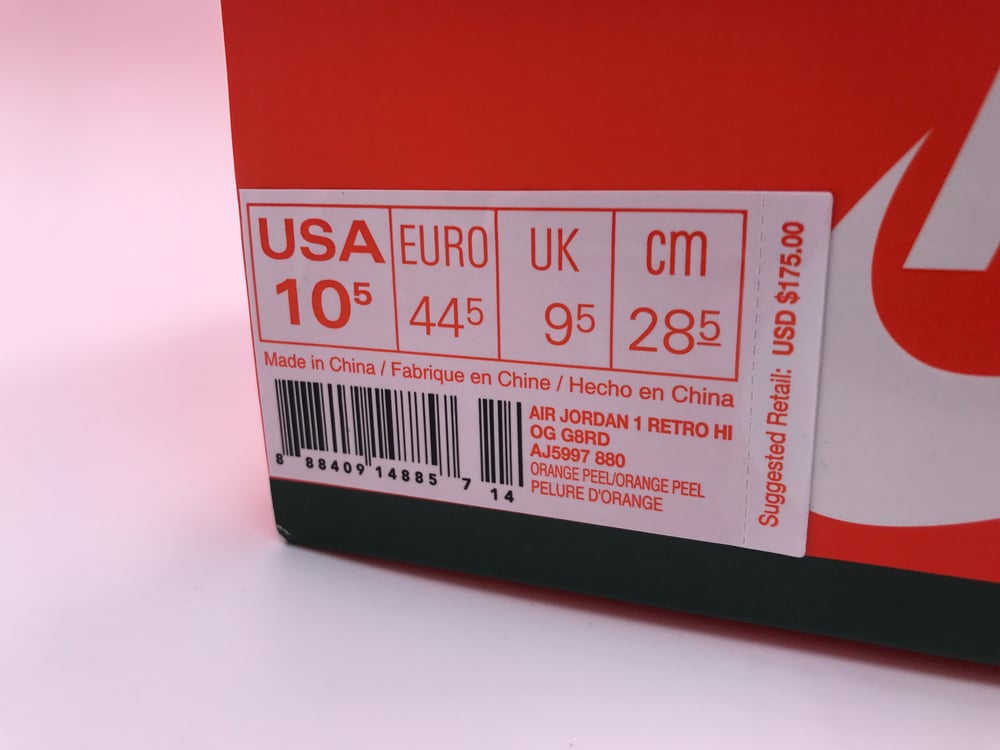 USA EURO UK cm
10⁵ 44⁵ 9⁵ 28⁵
Made in China / Fabrique en Chine / Hecho en China
AIR JORDAN 1 RETRO HI
OG G8RD
AJ5997 880
ORANGE PEEL/ORANGE PEEL
PELURE D'ORANGE
8 88409 14885 7 14
Suggested Retail: USD $175.00